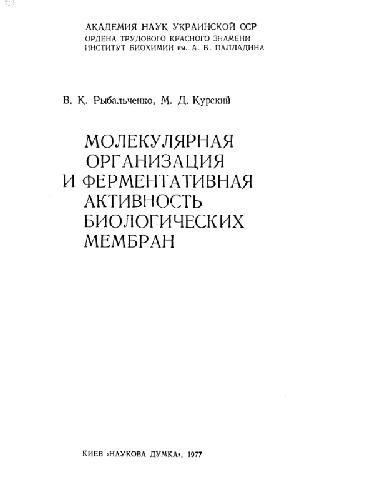 АКАДЕМИЯ НАУК УКРАИНСКОЙ ССР
ОРДЕНА ТРУДОВОГО КРАСНОГО ЗНАМЕНИ
ИНСТИТУТ БИОХИМИИ им. А. В. ПАЛЛАДИНА
В. К. Рыбальченко, М. Д. Курский
МОЛЕКУЛЯРНАЯ
ОРГАНИЗАЦИЯ
И ФЕРМЕНТАТИВНАЯ
АКТИВНОСТЬ
БИОЛОГИЧЕСКИХ
МЕМБРАН
КИЕВ «НАУКОВА ДУМКА», 1977